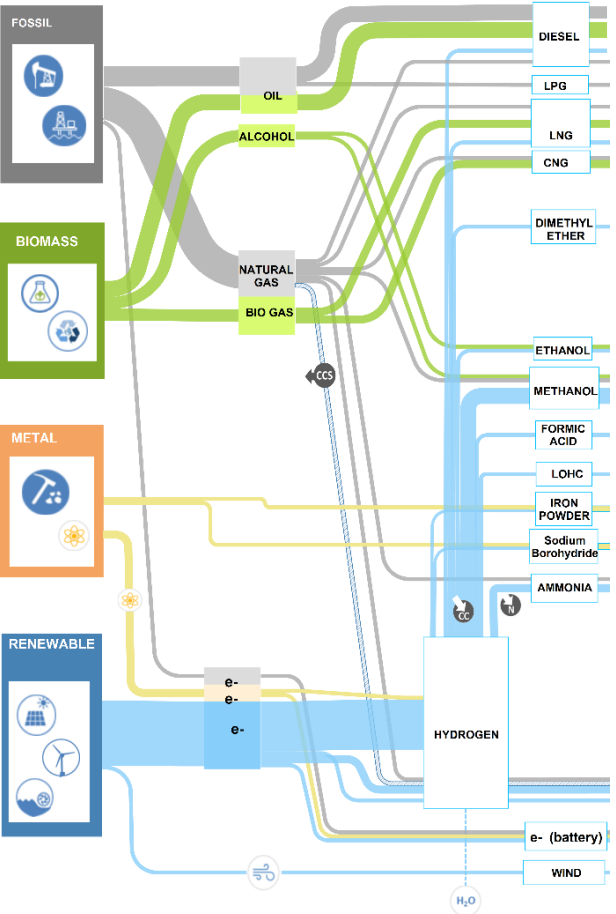 FOSSIL
OIL
ALCOHOL
DIESEL
LPG
LNG
CNG
BIOMASS
NATURAL
GAS
BIO GAS
DIMETHYL
ETHER
CCS
ETHANOL
METHANOL
METAL
FORMIC
ACID
LOHC
IRON
POWDER
Sodium
Borohydride
AMMONIA
CC
N
RENEWABLE
e-
e-
e-
HYDROGEN
e- (battery)
WIND
H₂O